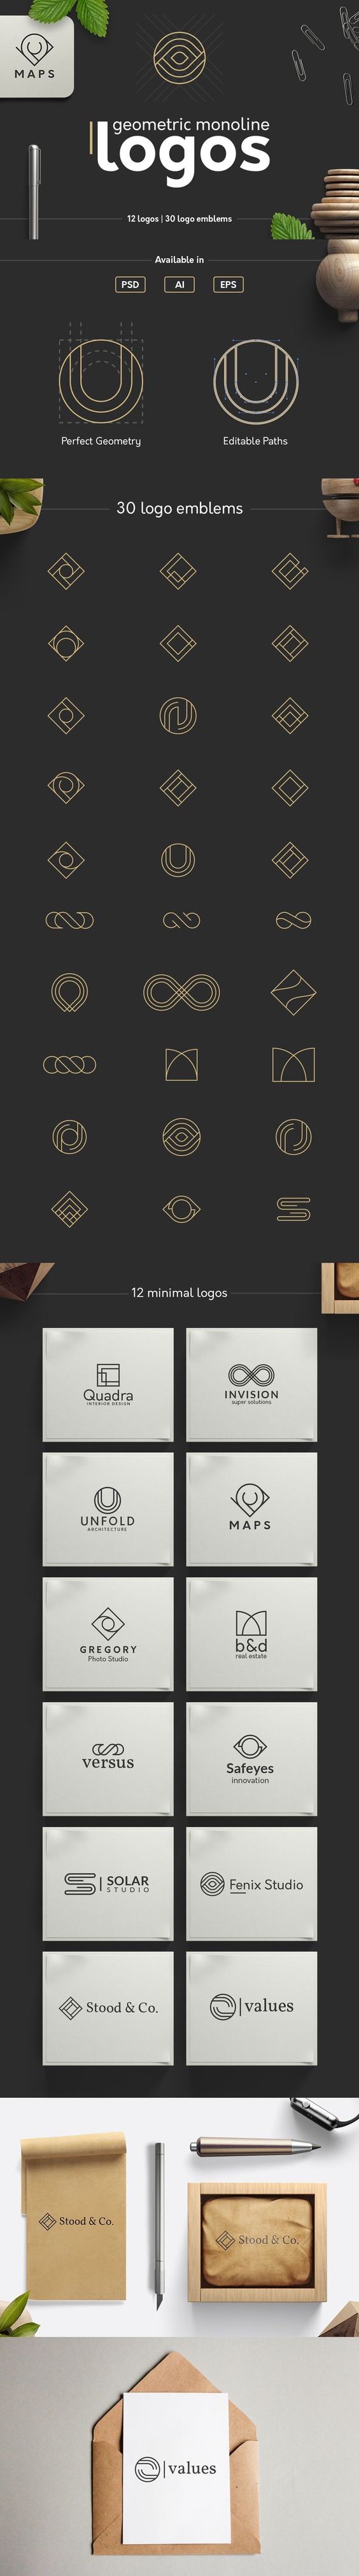 MAPS
geometric monoline
logos
12 logos | 30 logo emblems
Available in
PSD
AI
EPS
Perfect Geometry
Editable Paths
30 logo emblems
12 minimal logos
Quadra
INTERIOR DESIGN
INVISION
super solutions
UNFOLD
ARCHITECTURE
MAPS
GREGORY
Photo Studio
b&d
real estate
versus
Safeyes
innovation
SOLAR
STUDIO
Fenix Studio
Stood & Co.
values
Stood & Co.
Stood & Co.
values